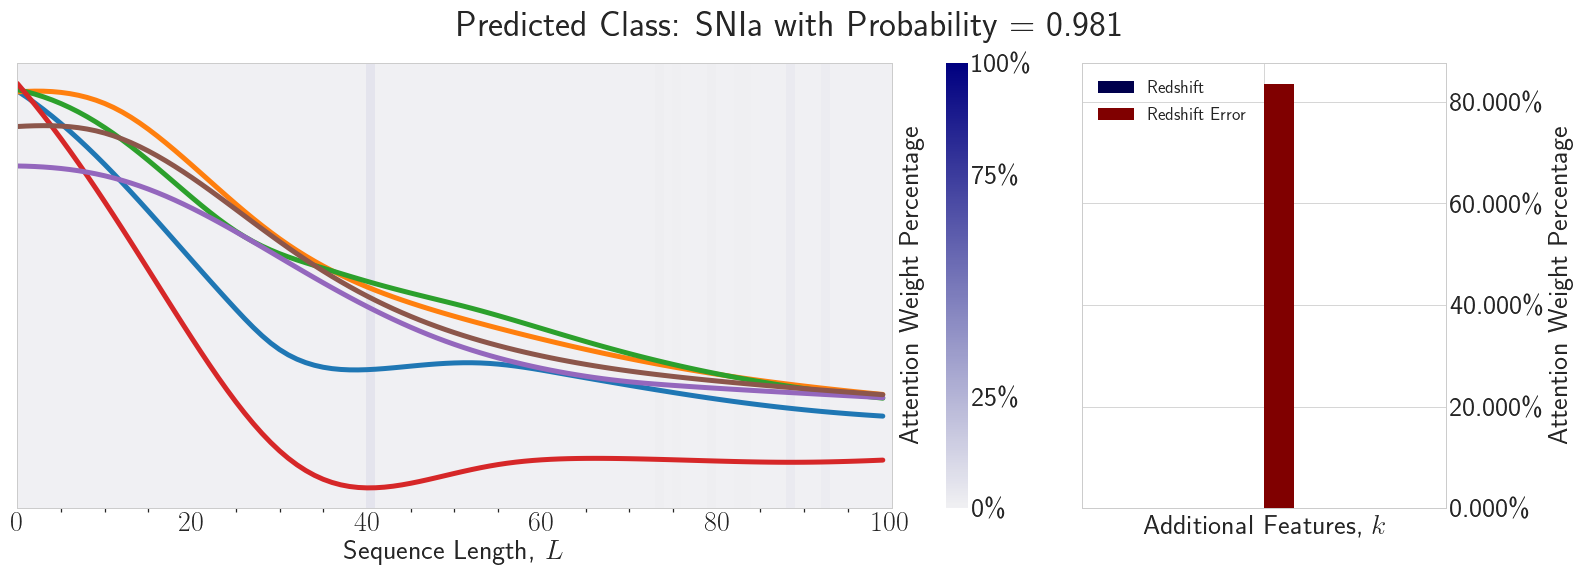 Predicted Class: SNIa with Probability = 0.981
0 20 40 60 80 100
Sequence Length, L
100%
75%
25%
0%
Attention Weight Percentage
Redshift
Redshift Error
80.000%
60.000%
40.000%
20.000%
0.000%
Attention Weight Percentage
Additional Features, k